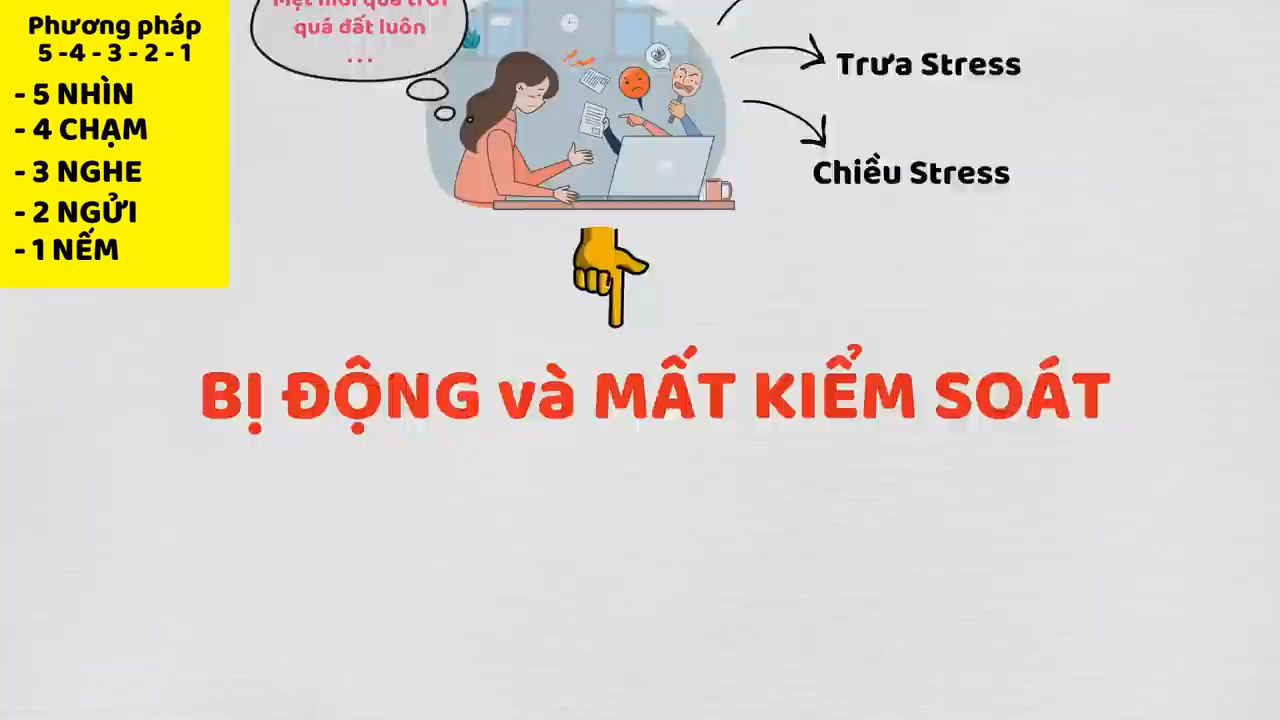 Phương pháp
5 -4 - 3 - 2 - 1
- 5 NHÌN
- 4 CHẠM
- 3 NGHE
- 2 NGỬI
- 1 NẾM
quá đất luôn
...
Trưa Stress
Chiều Stress
BỊ ĐỘNG và MẤT KIỂM SOÁT